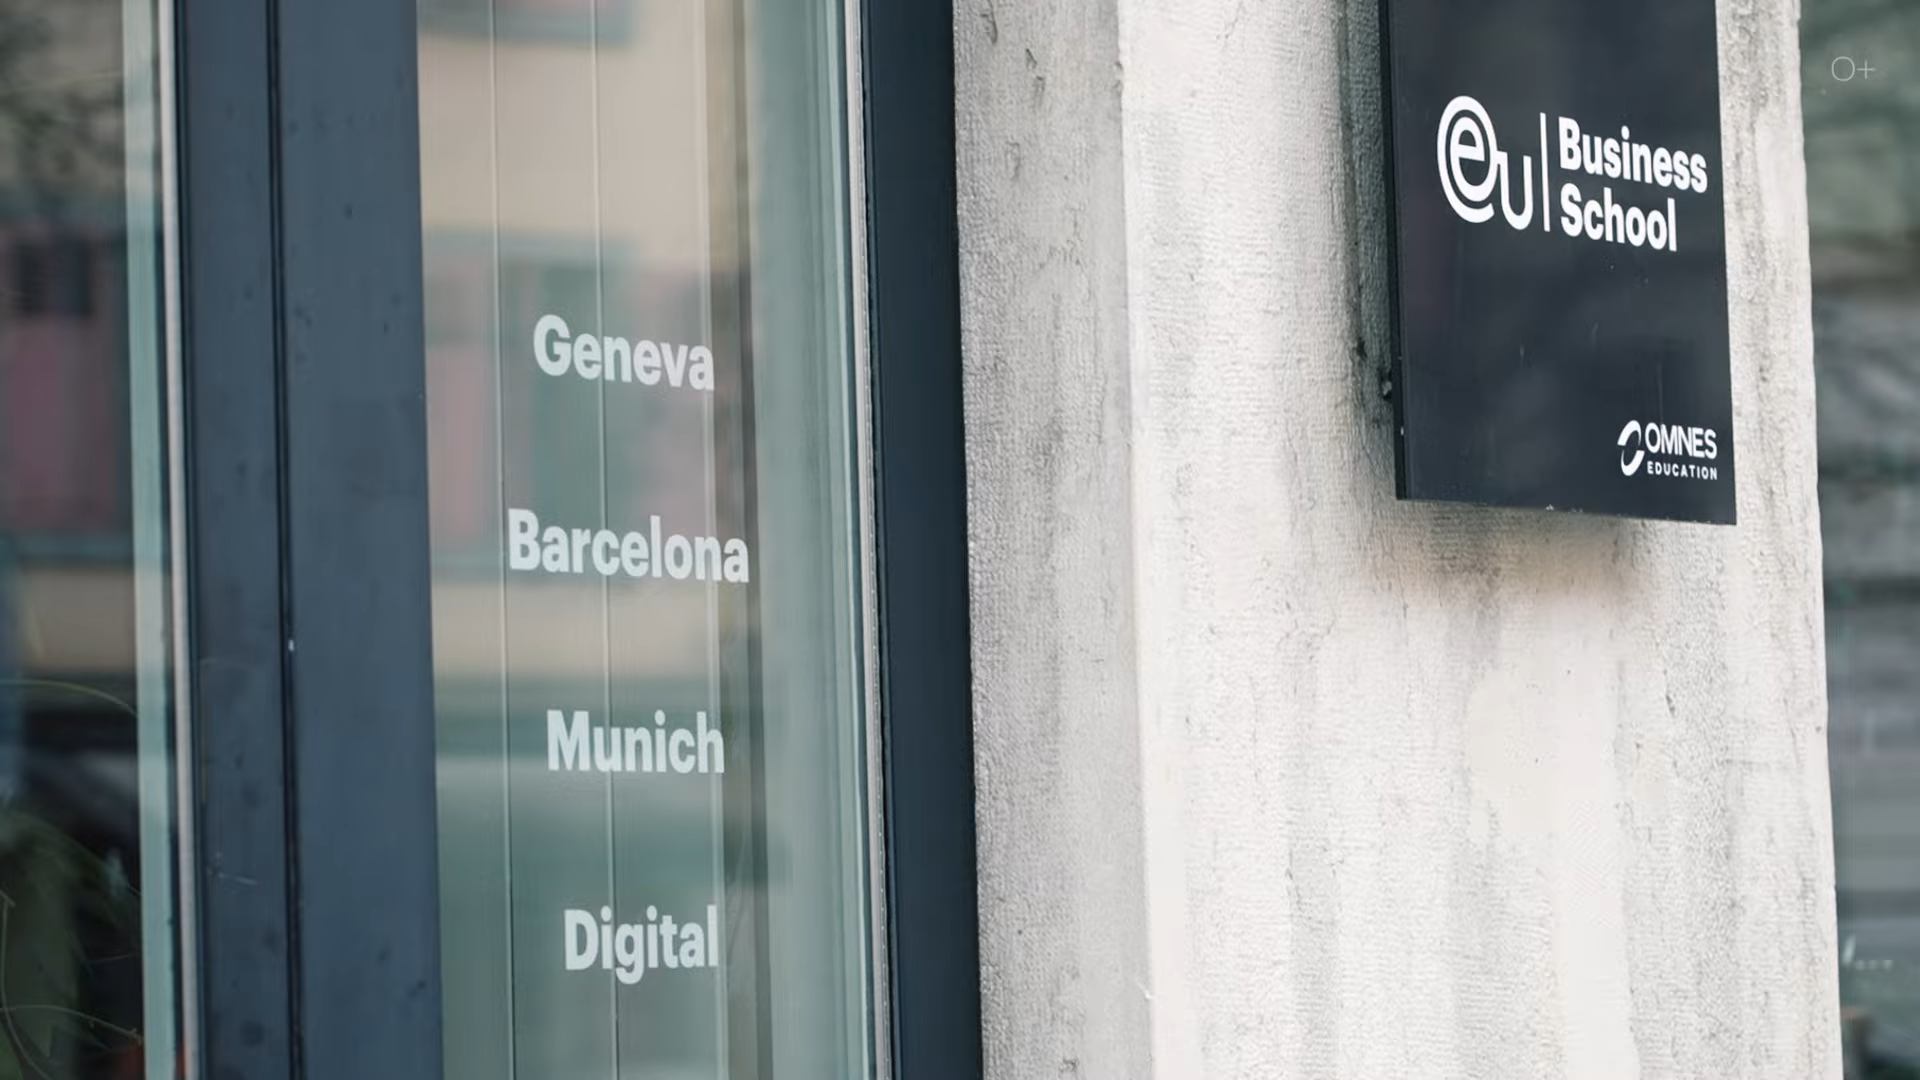 Geneva
Barcelona
Munich
Digital
eu
Business
School
OMNES
EDUCATION
O+